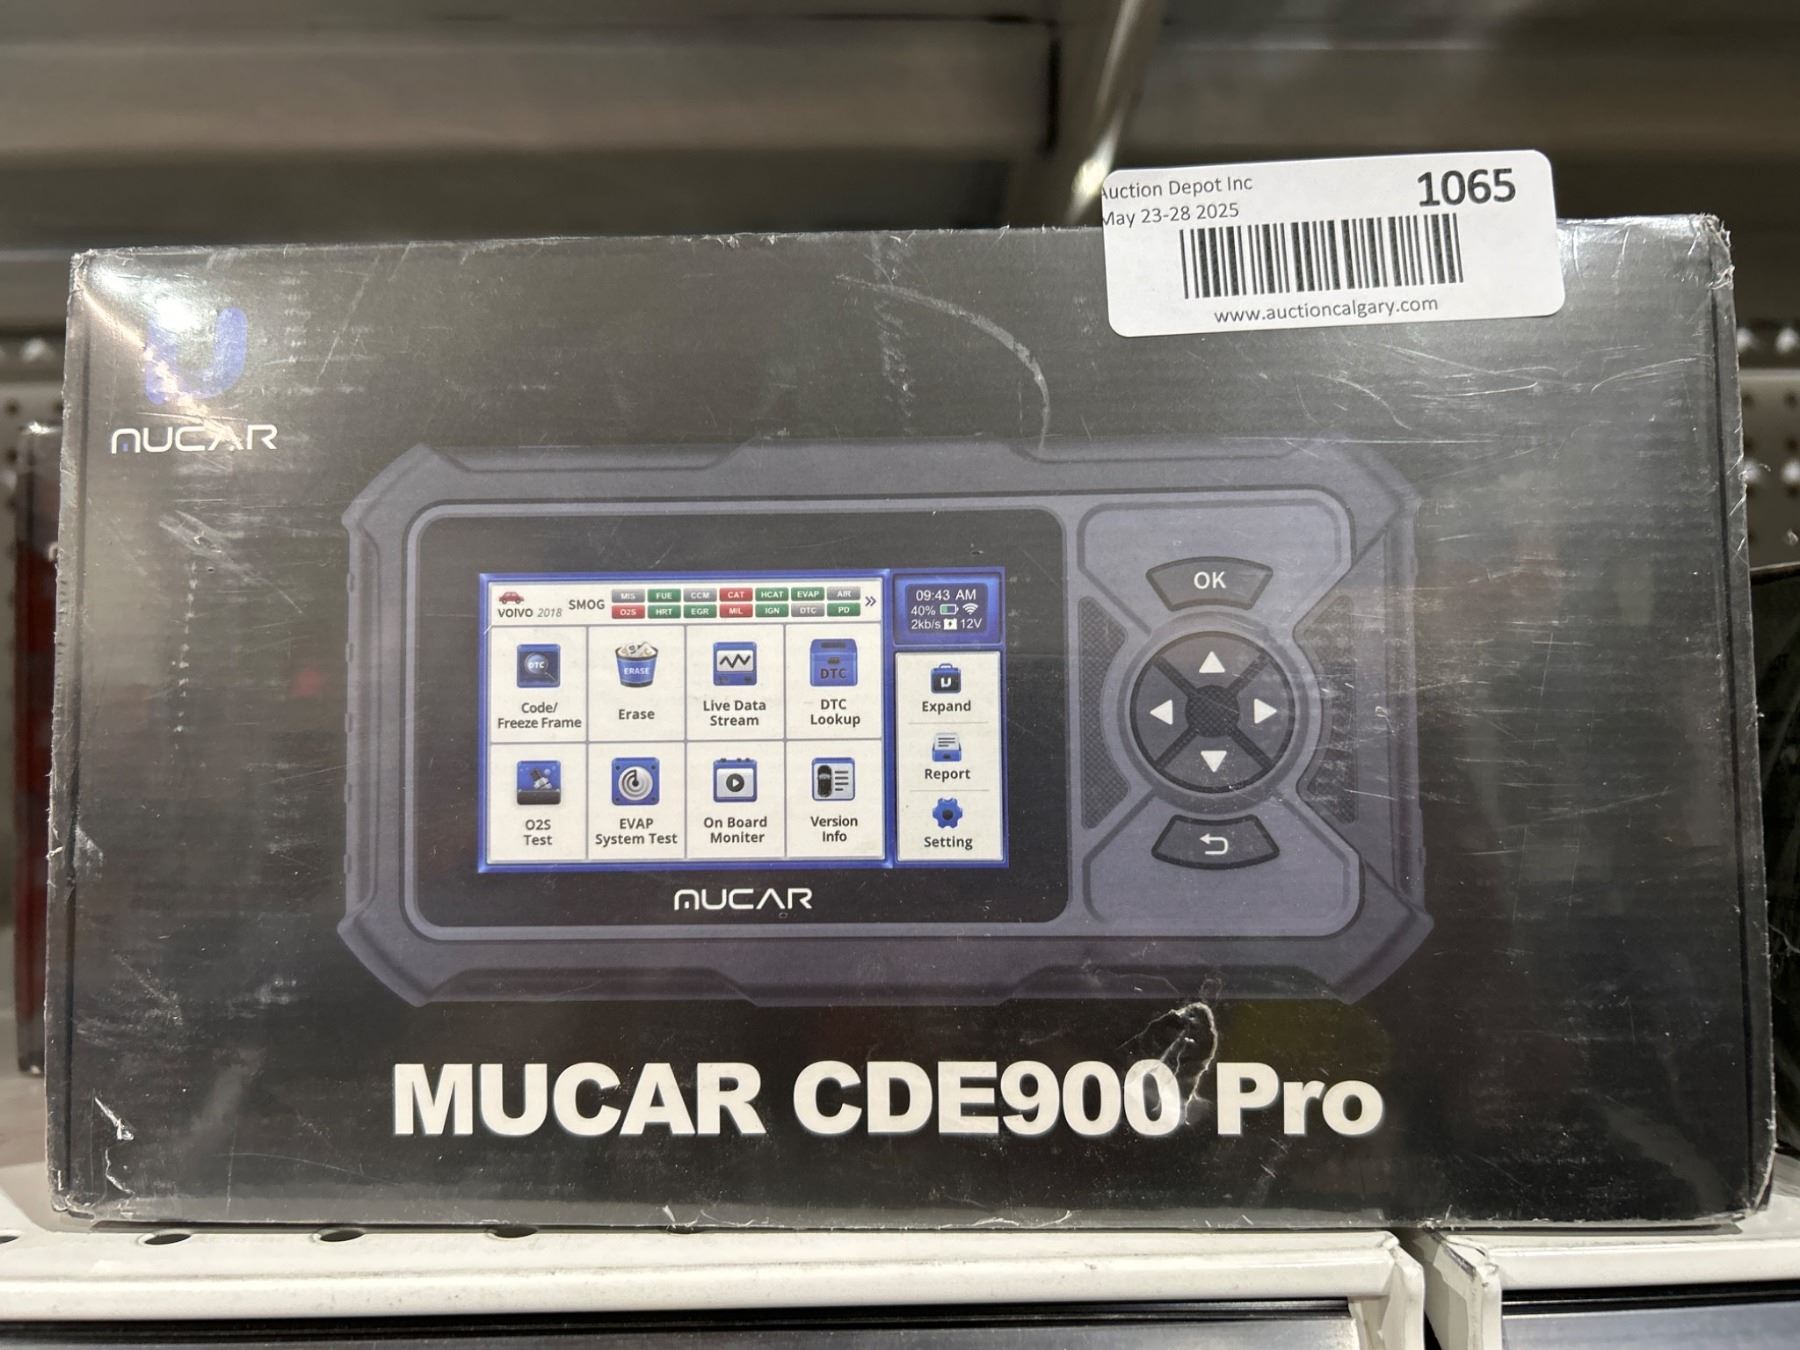 Auction Depot Inc
1065
May 23-28 2025
www.auctioncalgary.com
MUCAR
OK
VOIVO 2018
SMOG
MIS FUE CCM CAT HCAT EVAP AIR
O2S HRT EGR MIL IGN DTC PD
»
09:43 AM
40%
2kb/s 12V
DTC
ERASE
DTC
Code/
Freeze Frame
Erase
Live Data
Stream
DTC
Lookup
Expand
O2S
Test
EVAP
System Test
On Board
Moniter
Version
Info
Report
Setting
MUCAR
MUCAR CDE900 Pro